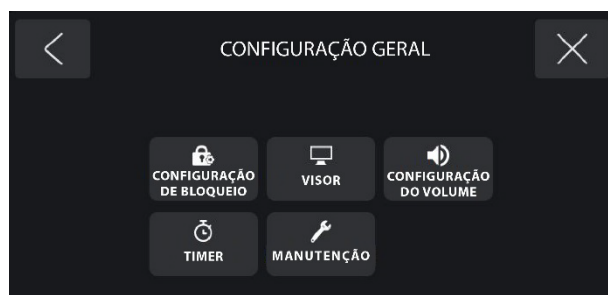 CONFIGURAÇÃO GERAL
CONFIGURAÇÃO
DE BLOQUEIO
VISOR
CONFIGURAÇÃO
DO VOLUME
TIMER
MANUTENÇÃO